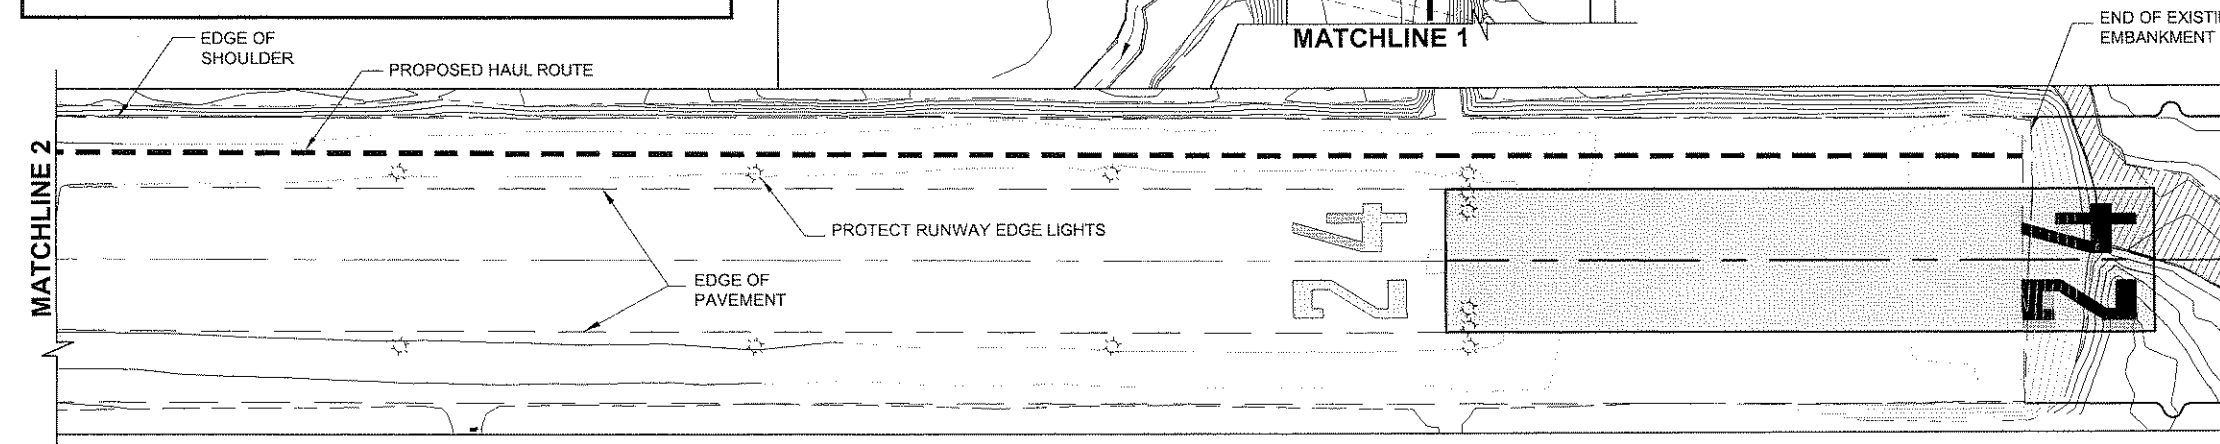 END OF EXISTI
EMBANKMENT
MATCHLINE 1
EDGE OF
SHOULDER
PROPOSED HAUL ROUTE
MATCHLINE 2
PROTECT RUNWAY EDGE LIGHTS
EDGE OF
PAVEMENT
24
24